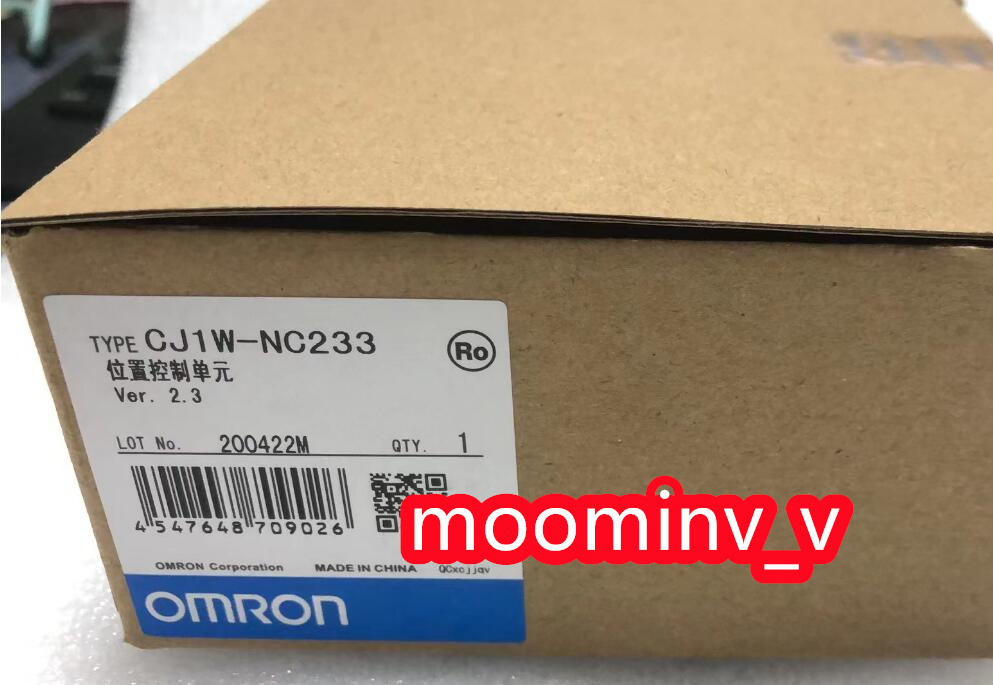 TYPE CJ1W-NC233
Ro
位置控制单元
Ver. 2.3
LOT No. 200422M QTY. 1
4 547648 709026
moominv_v
OMRON Corporation MADE IN CHINA QCxcjjqv
OMRON